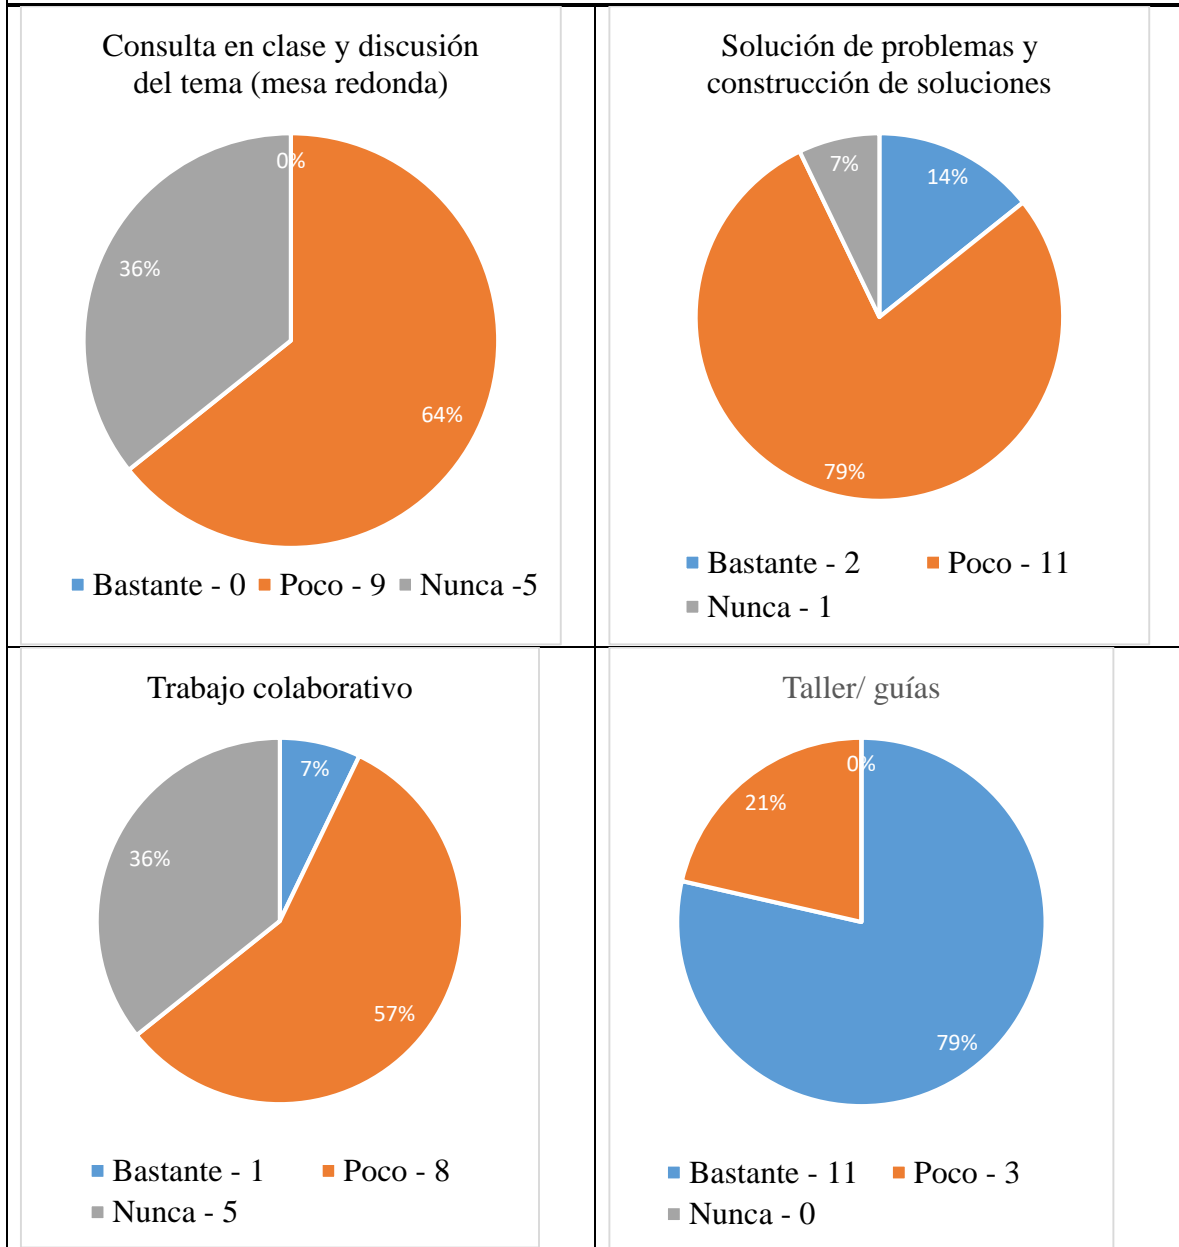 Consulta en clase y discusión
del tema (mesa redonda)
0%
36%
64%
Bastante - 0 Poco - 9 Nunca -5
Solución de problemas y
construcción de soluciones
7%
14%
79%
Bastante - 2 Poco - 11
Nunca - 1
Trabajo colaborativo
7%
36%
57%
Bastante - 1 Poco - 8
Nunca - 5
Taller/ guías
0%
21%
79%
Bastante - 11 Poco - 3
Nunca - 0